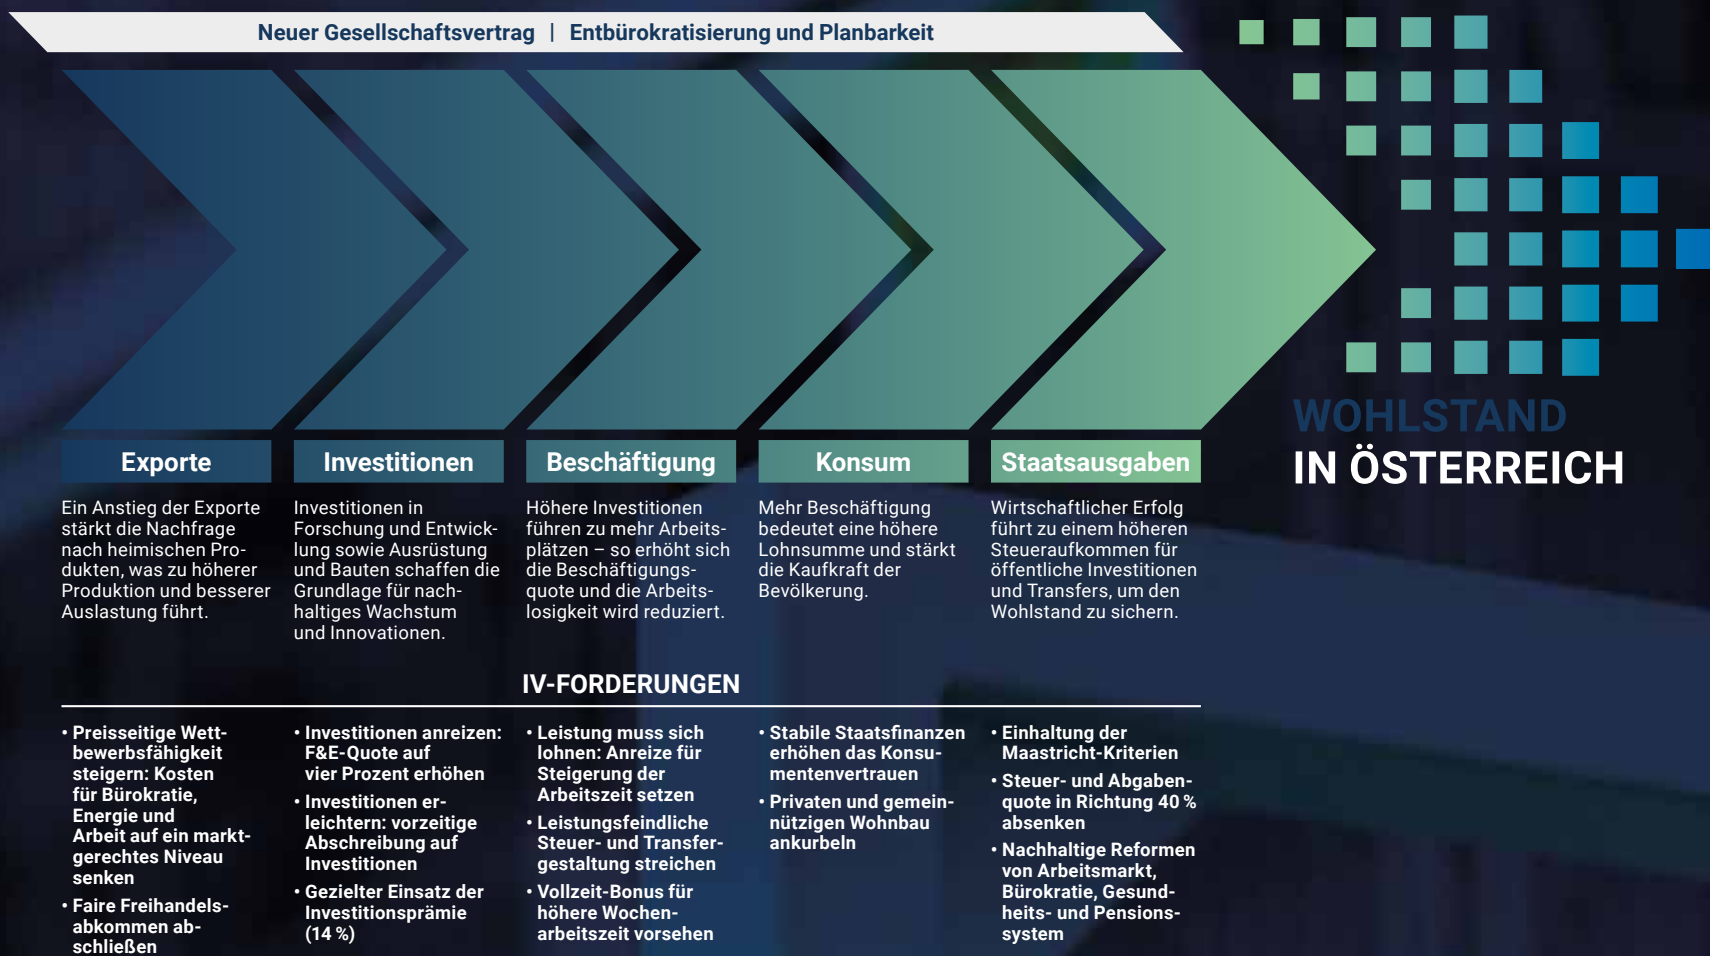 Neuer Gesellschaftsvertrag | Entbürokratisierung und Planbarkeit
WOHLSTAND
IN ÖSTERREICH
Exporte
Ein Anstieg der Exporte
stärkt die Nachfrage
nach heimischen Pro-
dukten, was zu höherer
Produktion und besserer
Auslastung führt.
Investitionen
Investitionen in
Forschung und Entwick-
lung sowie Ausrüstung
und Bauten schaffen die
Grundlage für nach-
haltiges Wachstum
und Innovationen.
Beschäftigung
Höhere Investitionen
führen zu mehr Arbeits-
plätzen – so erhöht sich
die Beschäftigungs-
quote und die Arbeits-
losigkeit wird reduziert.
Konsum
Mehr Beschäftigung
bedeutet eine höhere
Lohnsumme und stärkt
die Kaufkraft der
Bevölkerung.
Staatsausgaben
Wirtschaftlicher Erfolg
führt zu einem höheren
Steueraufkommen für
öffentliche Investitionen
und Transfers, um den
Wohlstand zu sichern.
IV-FORDERUNGEN
• Preisseitige Wett-
bewerbsfähigkeit
steigern: Kosten
für Bürokratie,
Energie und
Arbeit auf ein markt-
gerechtes Niveau
senken
• Faire Freihandels-
abkommen ab-
schließen
• Investitionen anreizen:
F&E-Quote auf
vier Prozent erhöhen
• Investitionen er-
leichtern: vorzeitige
Abschreibung auf
Investitionen
• Gezielter Einsatz der
Investitionsprämie
(14 %)
• Leistung muss sich
lohnen: Anreize für
Steigerung der
Arbeitszeit setzen
• Leistungsfeindliche
Steuer- und Transfer-
gestaltung streichen
• Vollzeit-Bonus für
höhere Wochen-
arbeitszeit vorsehen
• Stabile Staatsfinanzen
erhöhen das Konsu-
mentenvertrauen
• Privaten und gemein-
nützigen Wohnbau
ankurbeln
• Einhaltung der
Maastricht-Kriterien
• Steuer- und Abgaben-
quote in Richtung 40 %
absenken
• Nachhaltige Reformen
von Arbeitsmarkt,
Bürokratie, Gesund-
heits- und Pensions-
system